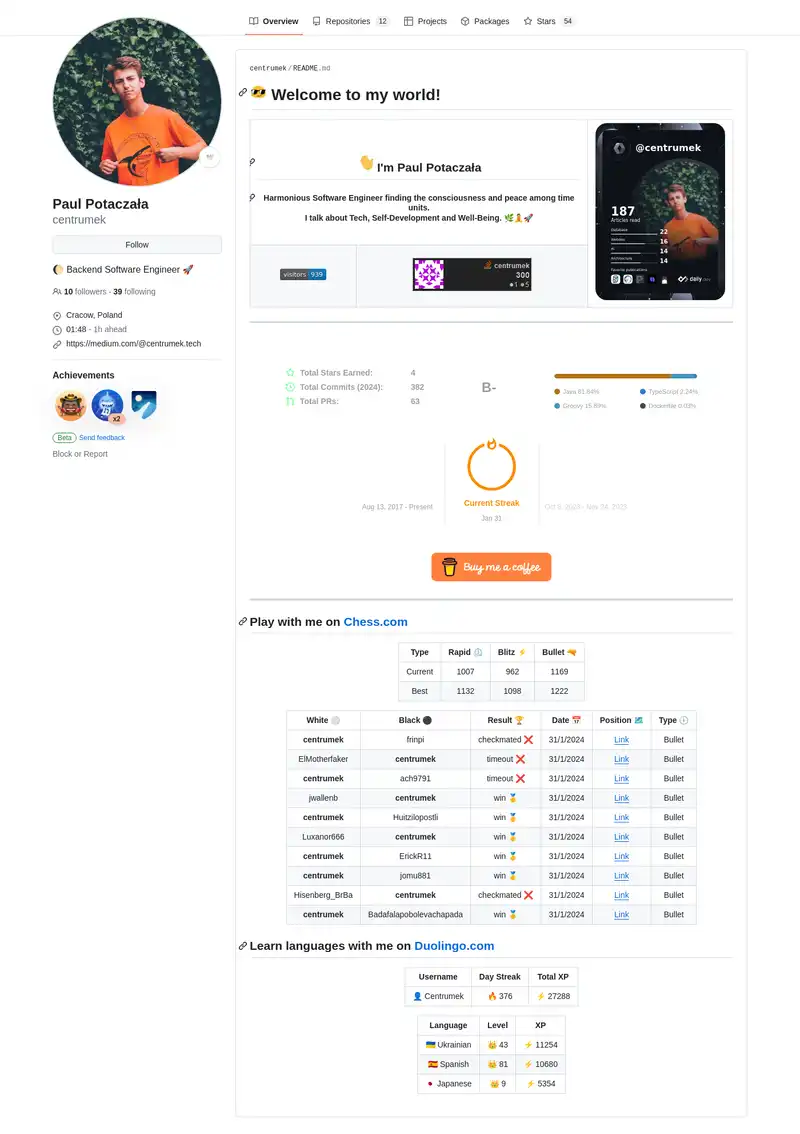 Overview
Repositories 12
Projects
Packages
Stars 54
Paul Potaczała
centrumek
Follow
Backend Software Engineer 🚀
10 followers · 39 following
Cracow, Poland
01:48 - 1h ahead
https://medium.com/@centrumek.tech
Achievements
x2
Beta Send feedback
Block or Report
centrumek/README.md
😎 Welcome to my world!
👋 I'm Paul Potaczała
Harmonious Software Engineer finding the consciousness and peace among time
units.
I talk about Tech, Self-Development and Well-Being. 🌿🧘🚀
visitors 939
centrumek
300
1 5
@centrumek
187
Articles read
Database 22
Websites 16
AI 14
Architecture 14
Favorite publications
daily.dev
Total Stars Earned: 4
Total Commits (2024): 382
Total PRs: 63
B-
Java 81.84%
TypeScript 2.24%
Groovy 15.89%
Dockerfile 0.03%
Aug 13, 2017 - Present
Current Streak
Jan 31
Buy me a coffee
Play with me on Chess.com
Type Rapid ⏲️ Blitz ⚡ Bullet 🔫
Current 1007 962 1169
Best 1132 1098 1222
White ⚪ Black ⚫ Result 🏆 Date 📅 Position 🗺️ Type 🕕
centrumek frinpi checkmated ❌ 31/1/2024 Link Bullet
ElMotherfaker centrumek timeout ❌ 31/1/2024 Link Bullet
centrumek ach9791 timeout ❌ 31/1/2024 Link Bullet
jwallenb centrumek win 🥇 31/1/2024 Link Bullet
centrumek Huitzilopostli win 🥇 31/1/2024 Link Bullet
Luxanor666 centrumek win 🥇 31/1/2024 Link Bullet
centrumek ErickR11 win 🥇 31/1/2024 Link Bullet
centrumek jomu881 win 🥇 31/1/2024 Link Bullet
Hisenberg_BrBa centrumek checkmated ❌ 31/1/2024 Link Bullet
centrumek Badafalapobolevachapada win 🥇 31/1/2024 Link Bullet
Learn languages with me on Duolingo.com
Username Day Streak Total XP
👤 Centrumek 🔥 376 ⚡ 27288
Language Level XP
🇺🇦 Ukrainian 👑 43 ⚡ 11254
🇪🇸 Spanish 👑 81 ⚡ 10680
🇯🇵 Japanese 👑 9 ⚡ 5354